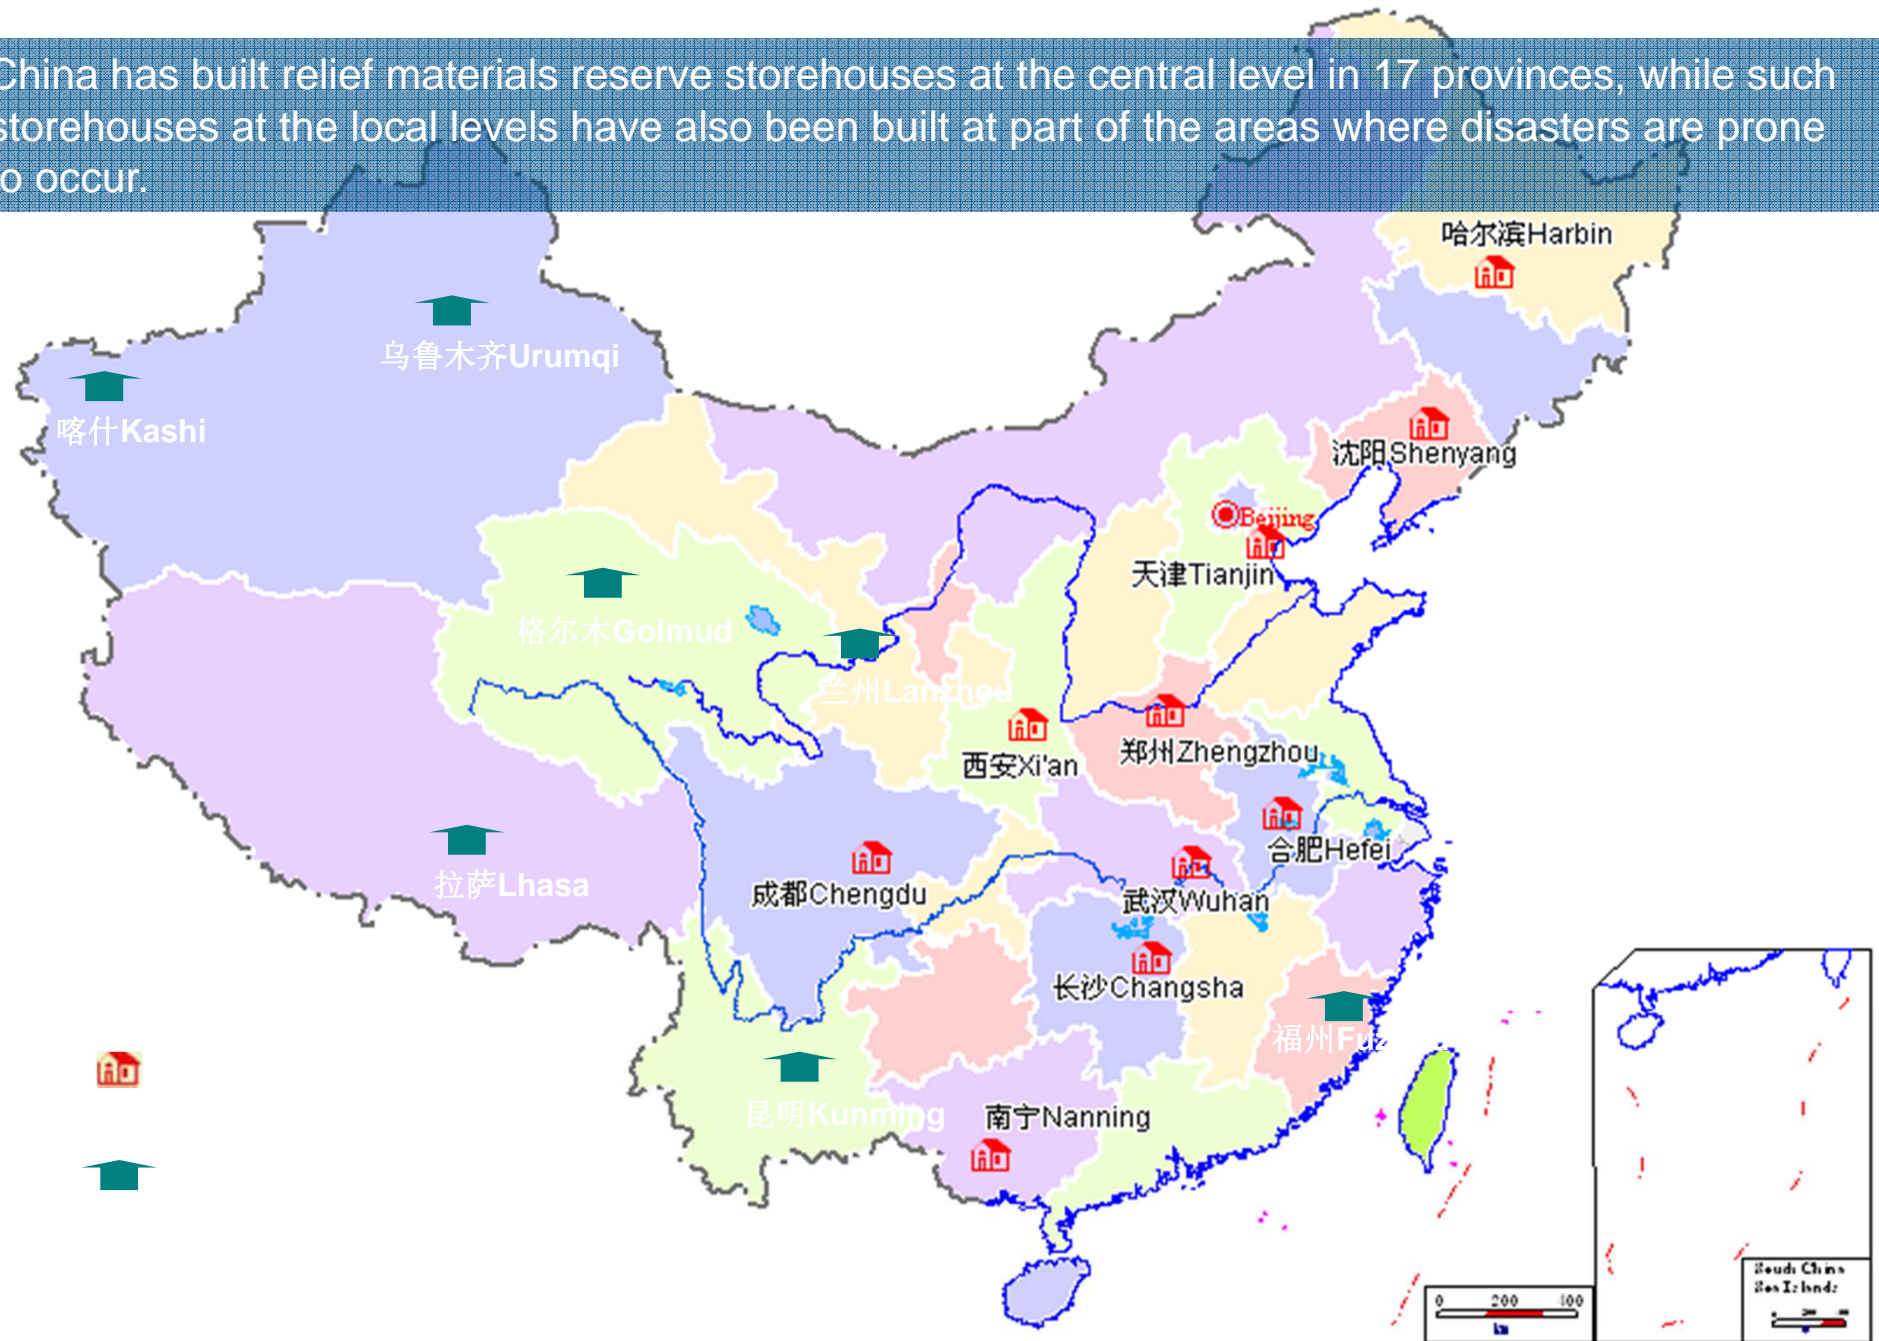 China has built relief materials reserve storehouses at the central level in 17 provinces, while such
storehouses at the local levels have also been built at part of the areas where disasters are prone
o occur.
哈尔滨Harbin
乌鲁木齐Urumqi
喀什Kashi
沈阳Shenyang
Beijing
天津Tianjin
格尔木Golmud
兰州Lanzhou
西安Xi'an
郑州Zhengzhou
合肥Hefei
拉萨Lhasa
成都Chengdu
武汉Wuhan
长沙Changsha
福州
昆明Kunming
南宁Nanning
South China
Sea Islands
0 200 400
km